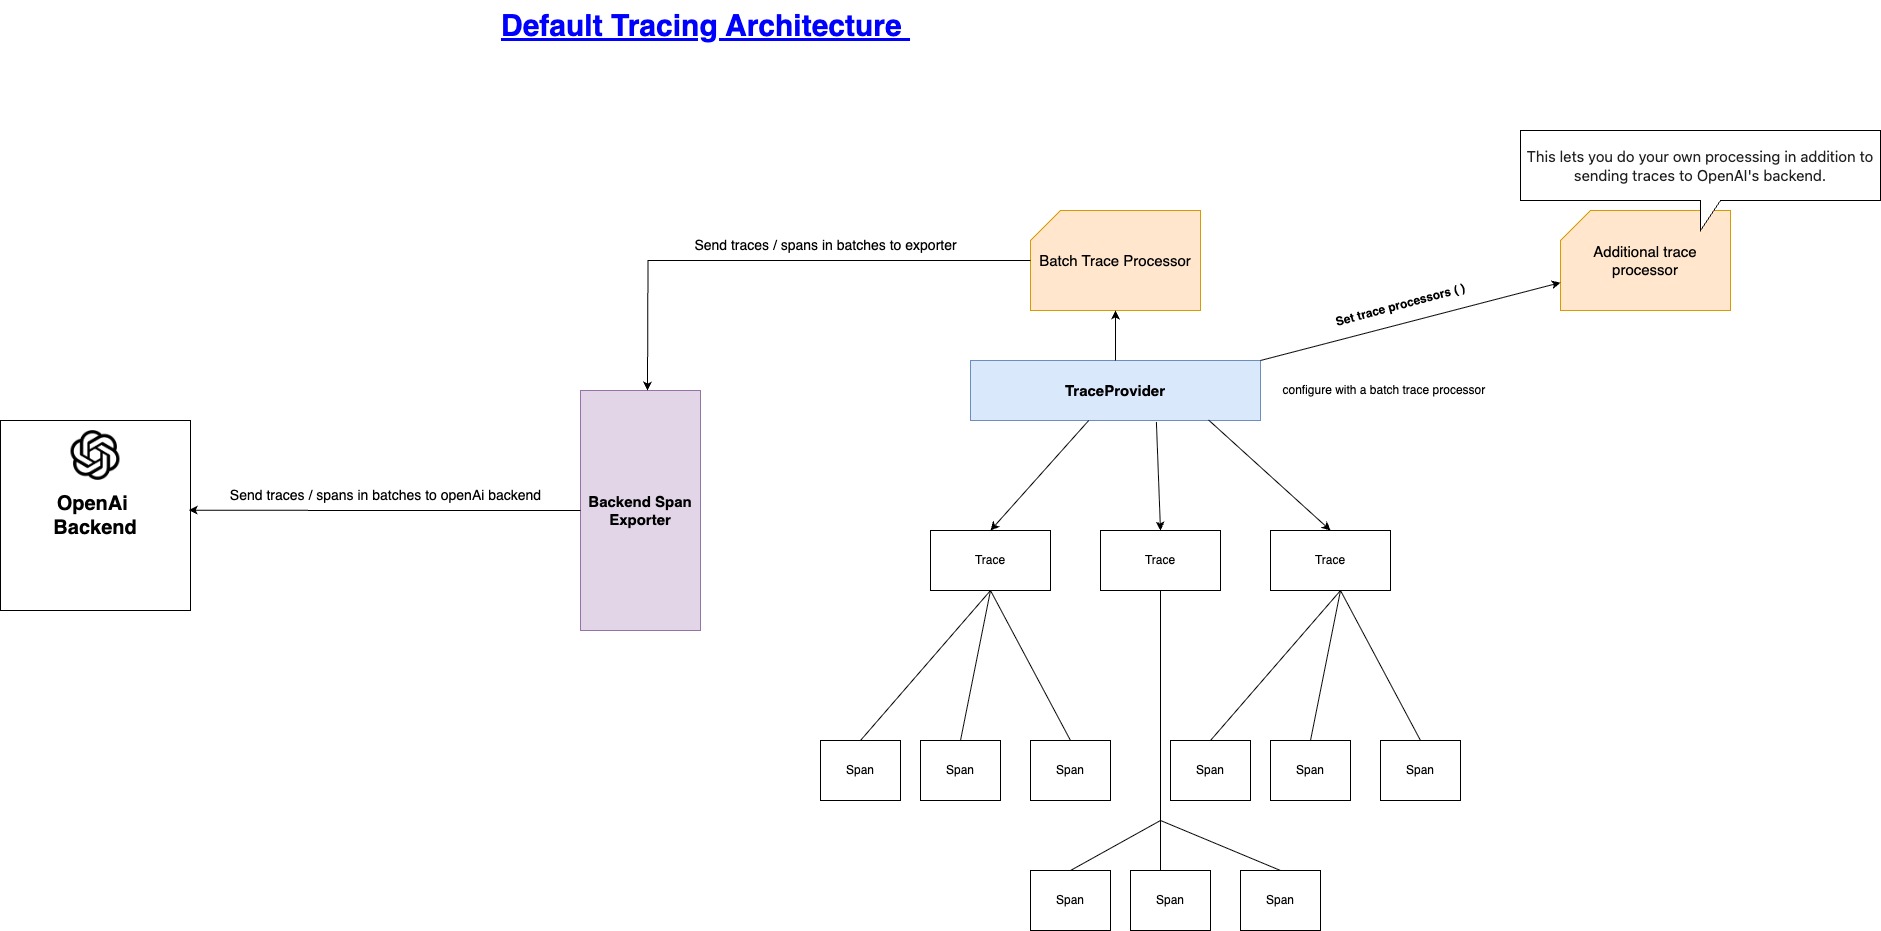 Default Tracing Architecture
This lets you do your own processing in addition to
sending traces to OpenAI's backend.
Send traces / spans in batches to exporter
Batch Trace Processor
Additional trace
processor
Set trace processors ( )
TraceProvider
configure with a batch trace processor
OpenAi
Backend
Send traces / spans in batches to openAi backend
Backend Span
Exporter
Trace
Trace
Trace
Span
Span
Span
Span
Span
Span
Span
Span
Span